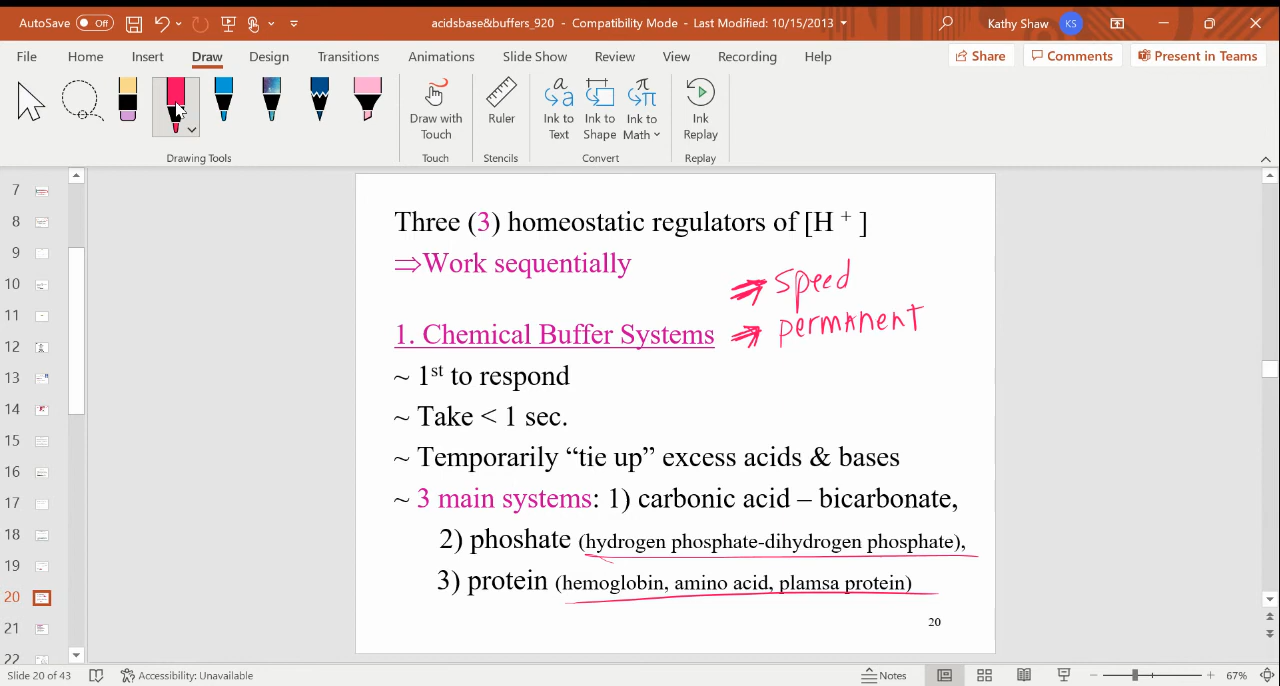 AutoSave Off acidsbase&buffers_920 - Compatibility Mode - Last Modified: 10/15/2013 Kathy Shaw KS
File Home Insert Draw Design Transitions Animations Slide Show Review View Recording Help Share Comments Present in Teams
Draw with Touch
Ruler
Ink to Text
Ink to Shape
Ink to Math
Ink Replay
Drawing Tools Touch Stencils Convert Replay
7
8
9
10
11
12
13
14
15
16
17
18
19
20
21
22
Three (3) homeostatic regulators of [H + ]
⇒Work sequentially
⇒ speed
1. Chemical Buffer Systems ⇒ permanent
~ 1st to respond
~ Take < 1 sec.
~ Temporarily “tie up” excess acids & bases
~ 3 main systems: 1) carbonic acid – bicarbonate,
2) phoshate (hydrogen phosphate-dihydrogen phosphate),
3) protein (hemoglobin, amino acid, plamsa protein)
20
Slide 20 of 43 Accessibility: Unavailable Notes 67%